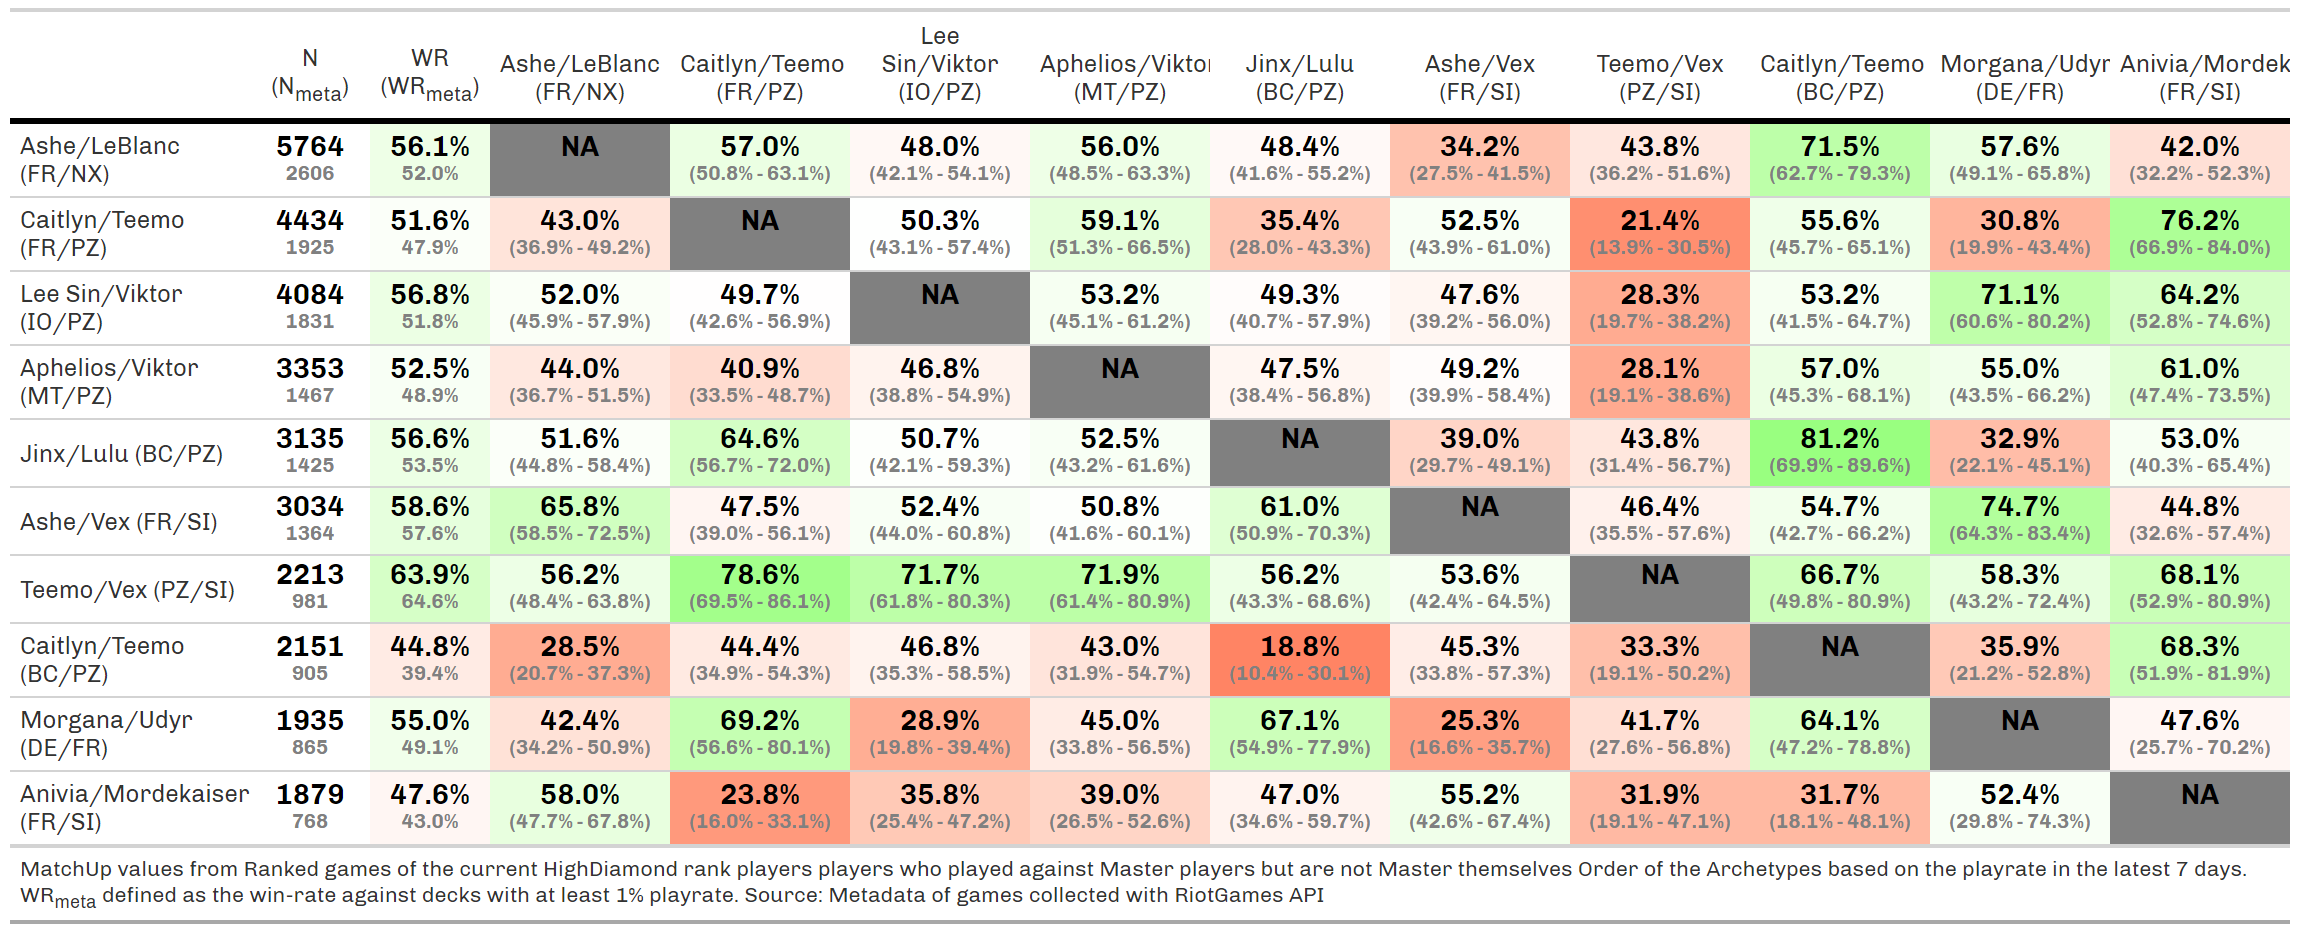 N (Nmeta) WR (WRmeta) Ashe/LeBlanc (FR/NX) Caitlyn/Teemo (FR/PZ) Lee Sin/Viktor (IO/PZ) Aphelios/Viktor (MT/PZ) Jinx/Lulu (BC/PZ) Ashe/Vex (FR/SI) Teemo/Vex (PZ/SI) Caitlyn/Teemo (BC/PZ) Morgana/Udyr (DE/FR) Anivia/Mordek (FR/SI)
Ashe/LeBlanc 5764 56.1% NA 57.0% 48.0% 56.0% 48.4% 34.2% 43.8% 71.5% 57.6% 42.0%
(FR/NX) 2606 52.0% (50.8% - 63.1%) (42.1% - 54.1%) (48.5% - 63.3%) (41.6% - 55.2%) (27.5% - 41.5%) (36.2% - 51.6%) (62.7% - 79.3%) (49.1% - 65.8%) (32.2% - 52.3%)
Caitlyn/Teemo 4434 51.6% 43.0% NA 50.3% 59.1% 35.4% 52.5% 21.4% 55.6% 30.8% 76.2%
(FR/PZ) 1925 47.9% (36.9% - 49.2%) (43.1% - 57.4%) (51.3% - 66.5%) (28.0% - 43.3%) (43.9% - 61.0%) (13.9% - 30.5%) (45.7% - 65.1%) (19.9% - 43.4%) (66.9% - 84.0%)
Lee Sin/Viktor 4084 56.8% 52.0% 49.7% NA 53.2% 49.3% 47.6% 28.3% 53.2% 71.1% 64.2%
(IO/PZ) 1831 51.8% (45.9% - 57.9%) (42.6% - 56.9%) (45.1% - 61.2%) (40.7% - 57.9%) (39.2% - 56.0%) (19.7% - 38.2%) (41.5% - 64.7%) (60.6% - 80.2%) (52.8% - 74.6%)
Aphelios/Viktor 3353 52.5% 44.0% 40.9% 46.8% NA 47.5% 49.2% 28.1% 57.0% 55.0% 61.0%
(MT/PZ) 1467 48.9% (36.7% - 51.5%) (33.5% - 48.7%) (38.8% - 54.9%) (38.4% - 56.8%) (39.9% - 58.4%) (19.1% - 38.6%) (45.3% - 68.1%) (43.5% - 66.2%) (47.4% - 73.5%)
Jinx/Lulu (BC/PZ) 3135 56.6% 51.6% 64.6% 50.7% 52.5% NA 39.0% 43.8% 81.2% 32.9% 53.0%
1425 53.5% (44.8% - 58.4%) (56.7% - 72.0%) (42.1% - 59.3%) (43.2% - 61.6%) (29.7% - 49.1%) (31.4% - 56.7%) (69.9% - 89.6%) (22.1% - 45.1%) (40.3% - 65.4%)
Ashe/Vex (FR/SI) 3034 58.6% 65.8% 47.5% 52.4% 50.8% 61.0% NA 46.4% 54.7% 74.7% 44.8%
1364 57.6% (58.5% - 72.5%) (39.0% - 56.1%) (44.0% - 60.8%) (41.6% - 60.1%) (50.9% - 70.3%) (35.5% - 57.6%) (42.7% - 66.2%) (64.3% - 83.4%) (32.6% - 57.4%)
Teemo/Vex (PZ/SI) 2213 63.9% 56.2% 78.6% 71.7% 71.9% 56.2% 53.6% NA 66.7% 58.3% 68.1%
981 64.6% (48.4% - 63.8%) (69.5% - 86.1%) (61.8% - 80.3%) (61.4% - 80.9%) (43.3% - 68.6%) (42.4% - 64.5%) (49.8% - 80.9%) (43.2% - 72.4%) (52.9% - 80.9%)
Caitlyn/Teemo 2151 44.8% 28.5% 44.4% 46.8% 43.0% 18.8% 45.3% 33.3% NA 35.9% 68.3%
(BC/PZ) 905 39.4% (20.7% - 37.3%) (34.9% - 54.3%) (35.3% - 58.5%) (31.9% - 54.7%) (10.4% - 30.1%) (33.8% - 57.3%) (19.1% - 50.2%) (21.2% - 52.8%) (51.9% - 81.9%)
Morgana/Udyr 1935 55.0% 42.4% 69.2% 28.9% 45.0% 67.1% 25.3% 41.7% 64.1% NA 47.6%
(DE/FR) 865 49.1% (34.2% - 50.9%) (56.6% - 80.1%) (19.8% - 39.4%) (33.8% - 56.5%) (54.9% - 77.9%) (16.6% - 35.7%) (27.6% - 56.8%) (47.2% - 78.8%) (25.7% - 70.2%)
Anivia/Mordekaiser 1879 47.6% 58.0% 23.8% 35.8% 39.0% 47.0% 55.2% 31.9% 31.7% 52.4% NA
(FR/SI) 768 43.0% (47.7% - 67.8%) (16.0% - 33.1%) (25.4% - 47.2%) (26.5% - 52.6%) (34.6% - 59.7%) (42.6% - 67.4%) (19.1% - 47.1%) (18.1% - 48.1%) (29.8% - 74.3%)
MatchUp values from Ranked games of the current HighDiamond rank players players who played against Master players but are not Master themselves Order of the Archetypes based on the playrate in the latest 7 days.
WRmeta defined as the win-rate against decks with at least 1% playrate. Source: Metadata of games collected with RiotGames API